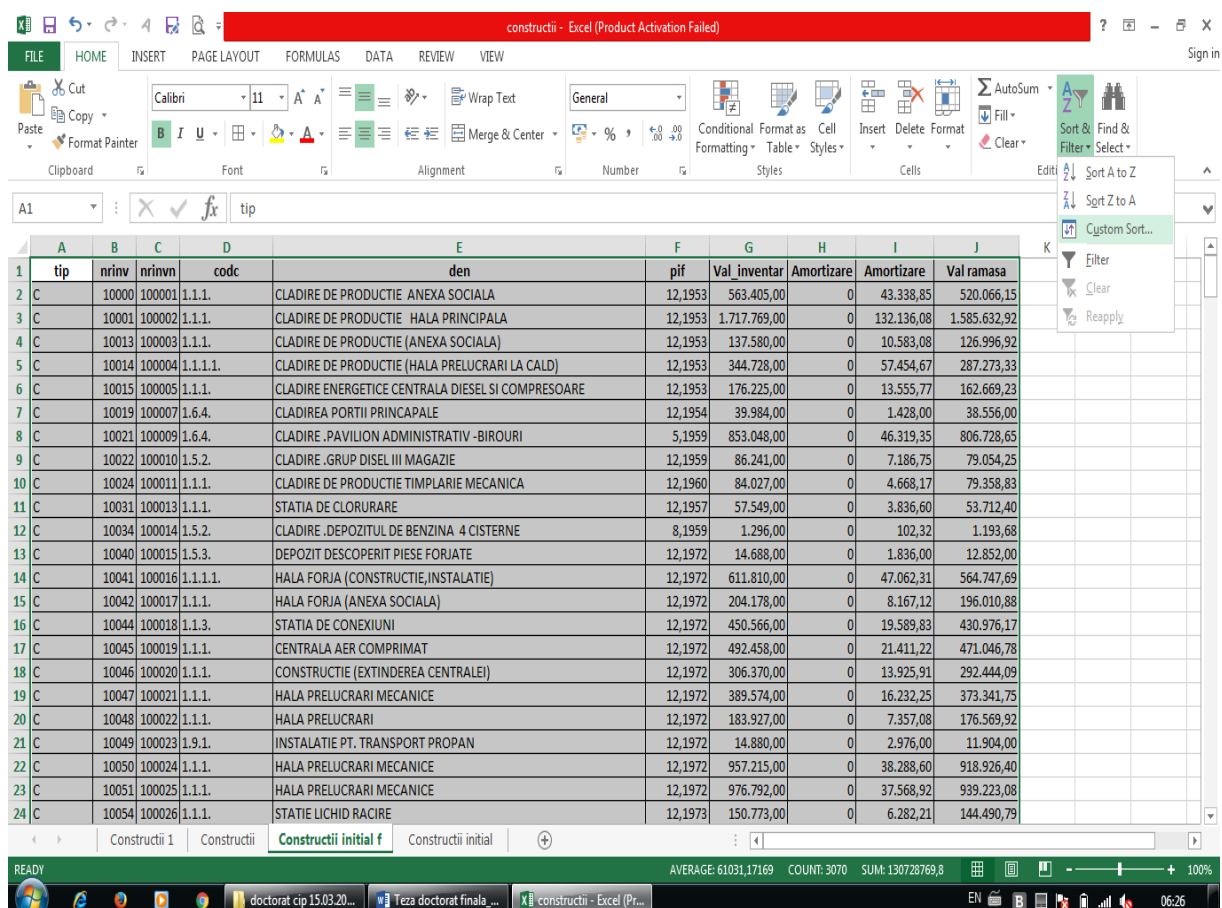 constructii - Excel (Product Activation Failed)
FILE HOME INSERT PAGE LAYOUT FORMULAS DATA REVIEW VIEW Sign in
Paste Cut Copy Format Painter Clipboard
Calibri 11 B I U A Font
Wrap Text Merge & Center Alignment
General % , Number
Conditional Formatting Format as Table Cell Styles Styles
Insert Delete Format Cells
AutoSum Fill Clear Sort & Filter Find & Select Editi
Sort A to Z
Sort Z to A
Custom Sort...
Filter
Clear
Reapply
A1 fx tip
A B C D E F G H I J K
1 tip nrinv nrinvn codc den pif Val_inventar Amortizare Amortizare Val ramasa
2 C 10000 100001 1.1.1. CLADIRE DE PRODUCTIE ANEXA SOCIALA 12,1953 563.405,00 0 43.338,85 520.066,15
3 C 10001 100002 1.1.1. CLADIRE DE PRODUCTIE HALA PRINCIPALA 12,1953 1.717.769,00 0 132.136,08 1.585.632,92
4 C 10013 100003 1.1.1. CLADIRE DE PRODUCTIE (ANEXA SOCIALA) 12,1953 137.580,00 0 10.583,08 126.996,92
5 C 10014 100004 1.1.1.1. CLADIRE DE PRODUCTIE (HALA PRELUCRARI LA CALD) 12,1953 344.728,00 0 57.454,67 287.273,33
6 C 10015 100005 1.1.1. CLADIRE ENERGETICE CENTRALA DIESEL SI COMPRESOARE 12,1953 176.225,00 0 13.555,77 162.669,23
7 C 10019 100007 1.6.4. CLADIREA PORTII PRINCAPALE 12,1954 39.984,00 0 1.428,00 38.556,00
8 C 10021 100009 1.6.4. CLADIRE .PAVILION ADMINISTRATIV -BIROURI 5,1959 853.048,00 0 46.319,35 806.728,65
9 C 10022 100010 1.5.2. CLADIRE .GRUP DISEL III MAGAZIE 12,1959 86.241,00 0 7.186,75 79.054,25
10 C 10024 100011 1.1.1. CLADIRE DE PRODUCTIE TIMPLARIE MECANICA 12,1960 84.027,00 0 4.668,17 79.358,83
11 C 10031 100013 1.1.1. STATIA DE CLORURARE 12,1957 57.549,00 0 3.836,60 53.712,40
12 C 10034 100014 1.5.2. CLADIRE .DEPOZITUL DE BENZINA 4 CISTERNE 8,1959 1.296,00 0 102,32 1.193,68
13 C 10040 100015 1.5.3. DEPOZIT DESCOPERIT PIESE FORJATE 12,1972 14.688,00 0 1.836,00 12.852,00
14 C 10041 100016 1.1.1.1. HALA FORJA (CONSTRUCTIE,INSTALATIE) 12,1972 611.810,00 0 47.062,31 564.747,69
15 C 10042 100017 1.1.1. HALA FORJA (ANEXA SOCIALA) 12,1972 204.178,00 0 8.167,12 196.010,88
16 C 10044 100018 1.1.3. STATIA DE CONEXIUNI 12,1972 450.566,00 0 19.589,83 430.976,17
17 C 10045 100019 1.1.1. CENTRALA AER COMPRIMAT 12,1972 492.458,00 0 21.411,22 471.046,78
18 C 10046 100020 1.1.1. CONSTRUCTIE (EXTINDEREA CENTRALEI) 12,1972 306.370,00 0 13.925,91 292.444,09
19 C 10047 100021 1.1.1. HALA PRELUCRARI MECANICE 12,1972 389.574,00 0 16.232,25 373.341,75
20 C 10048 100022 1.1.1. HALA PRELUCRARI 12,1972 183.927,00 0 7.357,08 176.569,92
21 C 10049 100023 1.9.1. INSTALATIE PT. TRANSPORT PROPAN 12,1972 14.880,00 0 2.976,00 11.904,00
22 C 10050 100024 1.1.1. HALA PRELUCRARI MECANICE 12,1972 957.215,00 0 38.288,60 918.926,40
23 C 10051 100025 1.1.1. HALA PRELUCRARI MECANICE 12,1972 976.792,00 0 37.568,92 939.223,08
24 C 10054 100026 1.1.1. STATIE LICHID RACIRE 12,1973 150.773,00 0 6.282,21 144.490,79
Constructii 1 Constructii Constructii initial f Constructii initial
READY AVERAGE: 61031,17169 COUNT: 3070 SUM: 130728769,8 100%
doctorat cip 15.03.20... Teza doctorat finala_... constructii - Excel (Pr... EN 06:26